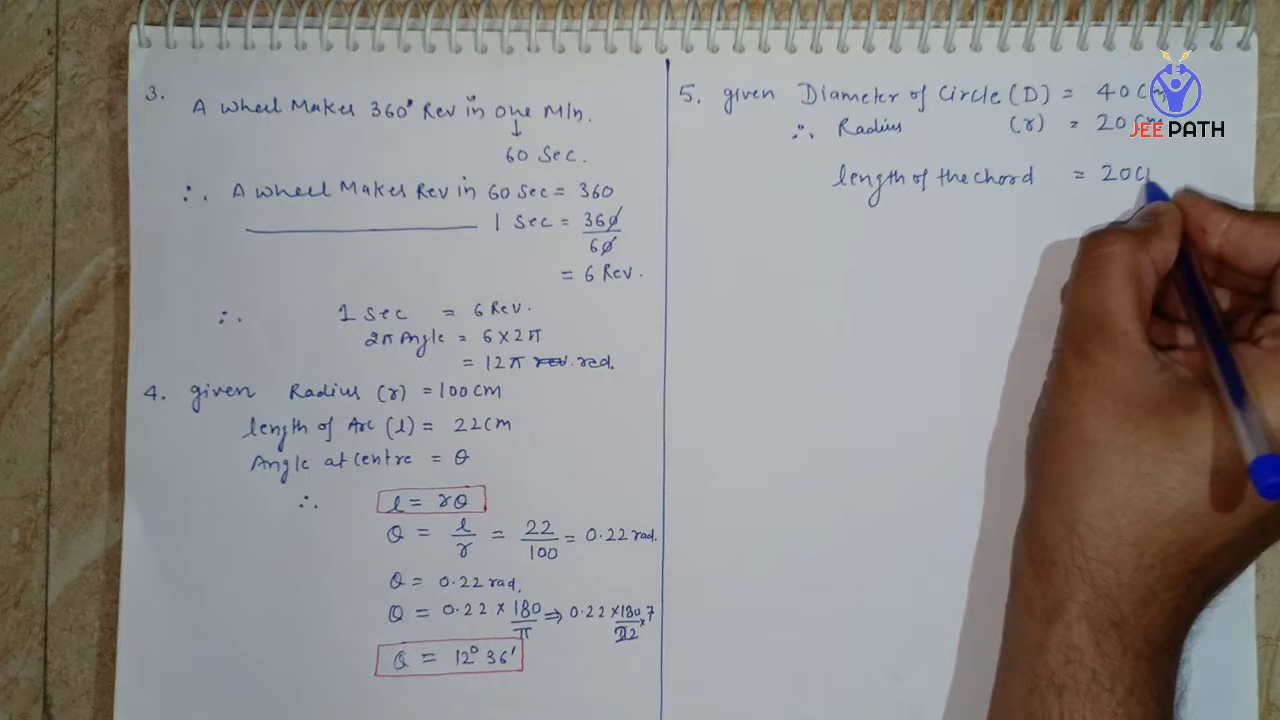 3.
A wheel Makes 360° Rev in one Min.
↓
60 Sec.
∴ A wheel Makes Rev in 60 Sec = 360
1 Sec = 360/60
= 6 Rev.
∴ 1 Sec = 6 Rev.
2π Angle = 6 × 2π
= 12π rev. rad.
4. given Radius (r) = 100 cm
length of Arc (l) = 22 cm
Angle at centre = θ
∴ l = rθ
θ = l/r = 22/100 = 0.22 rad.
θ = 0.22 rad.
θ = 0.22 × 180/π ⇒ 0.22 × 180/22 × 7
θ = 12° 36'
5. given Diameter of circle (D) = 40 cm
∴ Radius (r) = 20 cm
length of the chord = 20c
JEE PATH